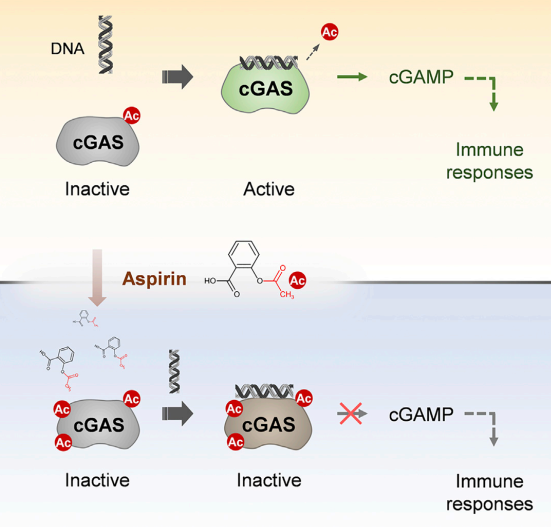 DNA
Ac
Ac
cGAS
cGAMP
cGAS
Inactive
Active
Immune
responses
Aspirin
HO
O
O
O
CH3
Ac
Ac
Ac
cGAS
Ac
Ac
Ac
cGAS
Ac
cGAMP
Inactive
Inactive
Immune
responses